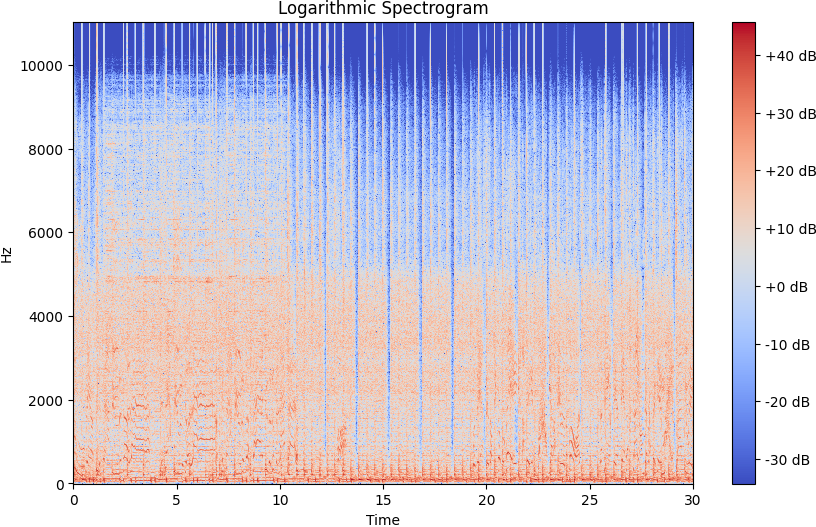 Logarithmic Spectrogram
10000
8000
6000
4000
2000
0
Hz
0 5 10 15 20 25 30
Time
+40 dB
+30 dB
+20 dB
+10 dB
+0 dB
-10 dB
-20 dB
-30 dB